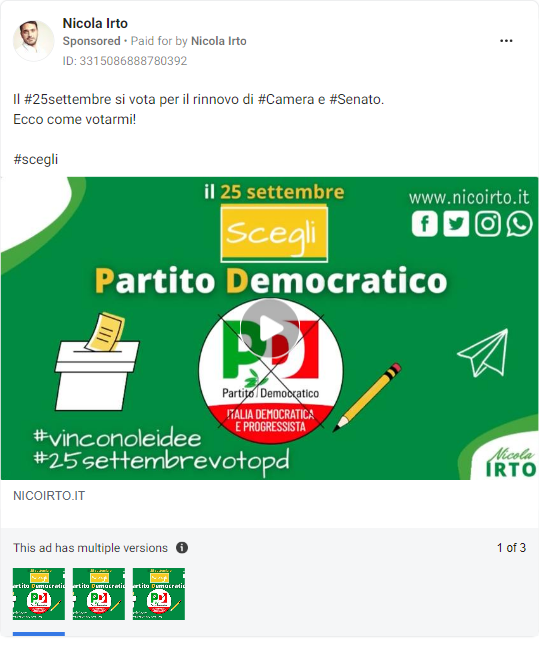 Nicola Irto
Sponsored • Paid for by Nicola Irto
ID: 3315086888780392
Il #25settembre si vota per il rinnovo di #Camera e #Senato.
Ecco come votarmi!
#scegli
il 25 settembre
www.nicoirto.it
Scegli
Partito Democratico
PD
Partito Democratico
ITALIA DEMOCRATICA
E PROGRESSISTA
#vinconoleidee
#25settembrevotopd
Nicola
IRTO
NICOIRTO.IT
This ad has multiple versions
1 of 3